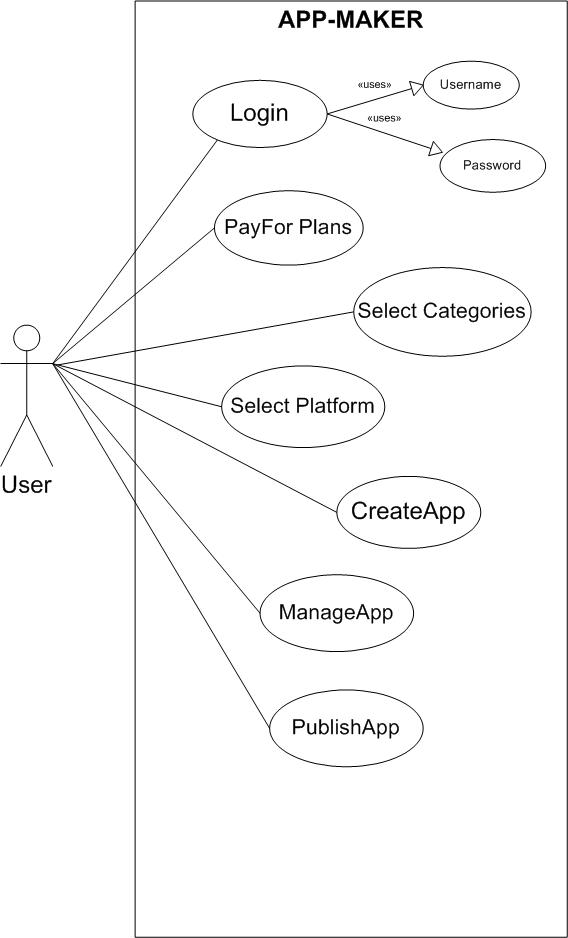 APP-MAKER
«uses»
Username
Login
«uses»
Password
PayFor Plans
Select Categories
Select Platform
User
CreateApp
ManageApp
PublishApp